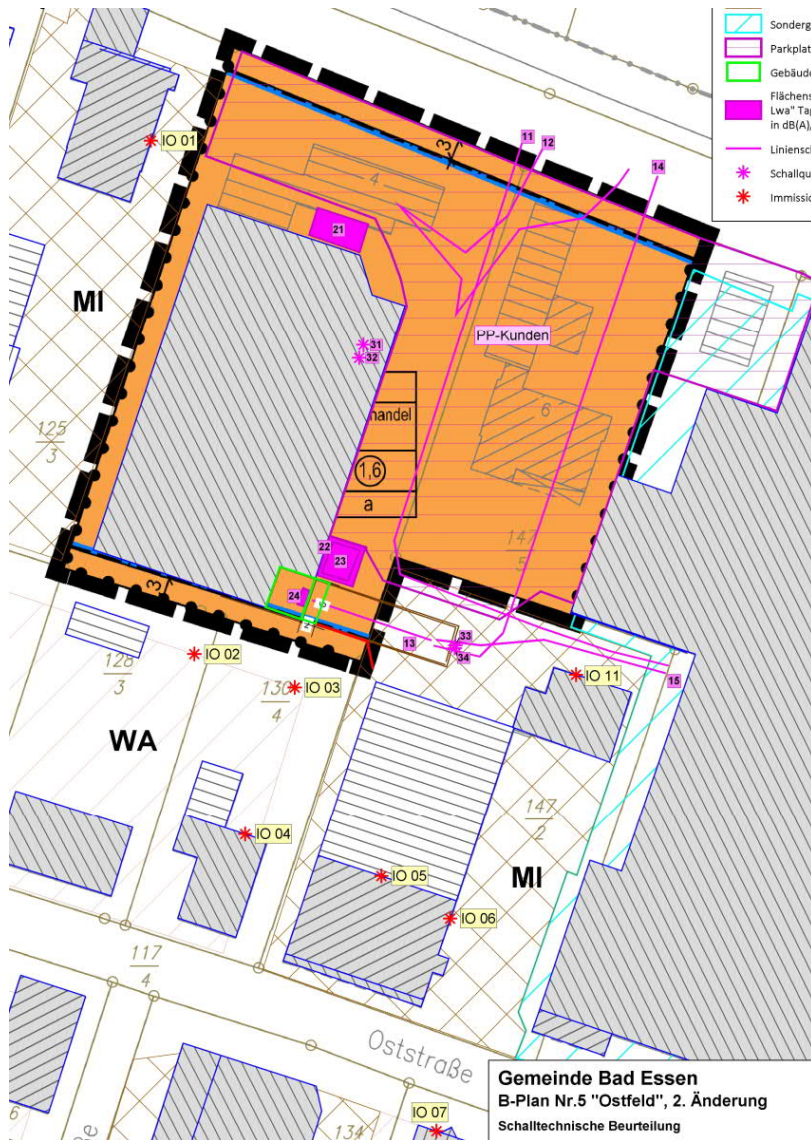 Sonderg
Parkplat
Gebäude
Flächens
Lwa" Tag
in dB(A)
Liniensch
Schallqu
Immissio
11
12
14
IO 01
3
4
21
MI
PP-Kunden
31
32
125
3
6
handel
1,6
a
147
5
22
23
24
3
2
13
33
34
15
IO 02
128
3
IO 03
130
4
IO 11
WA
147
2
IO 04
IO 05
MI
IO 06
117
4
Oststraße
IO 07
134
6
ge
Gemeinde Bad Essen
B-Plan Nr.5 "Ostfeld", 2. Änderung
Schalltechnische Beurteilung